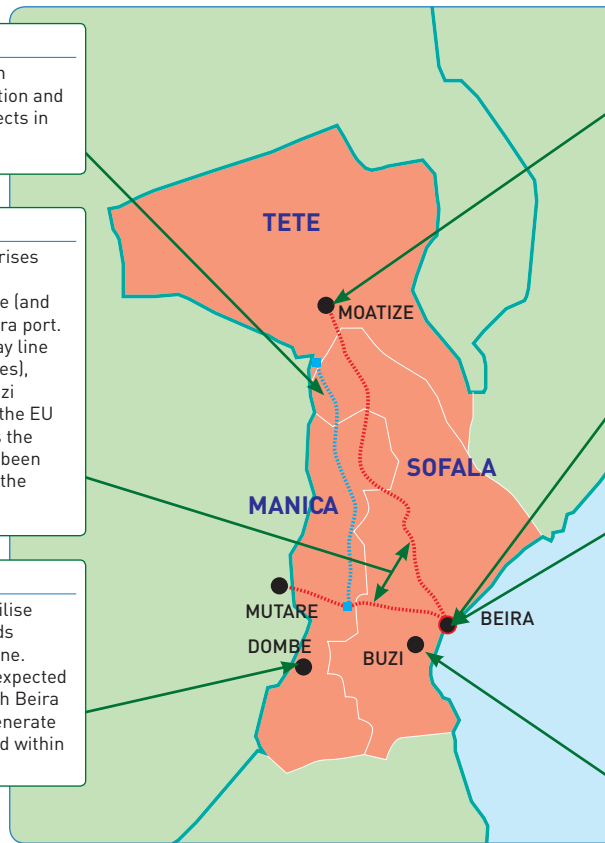 n
tion and
ects in
rises
e (and
ra port.
ay line
es),
zi
the EU
s the
been
the
ilise
ds
ne.
expected
h Beira
enerate
d within
TETE
MOATIZE
SOFALA
MANICA
MUTARE
BEIRA
DOMBE
BUZI